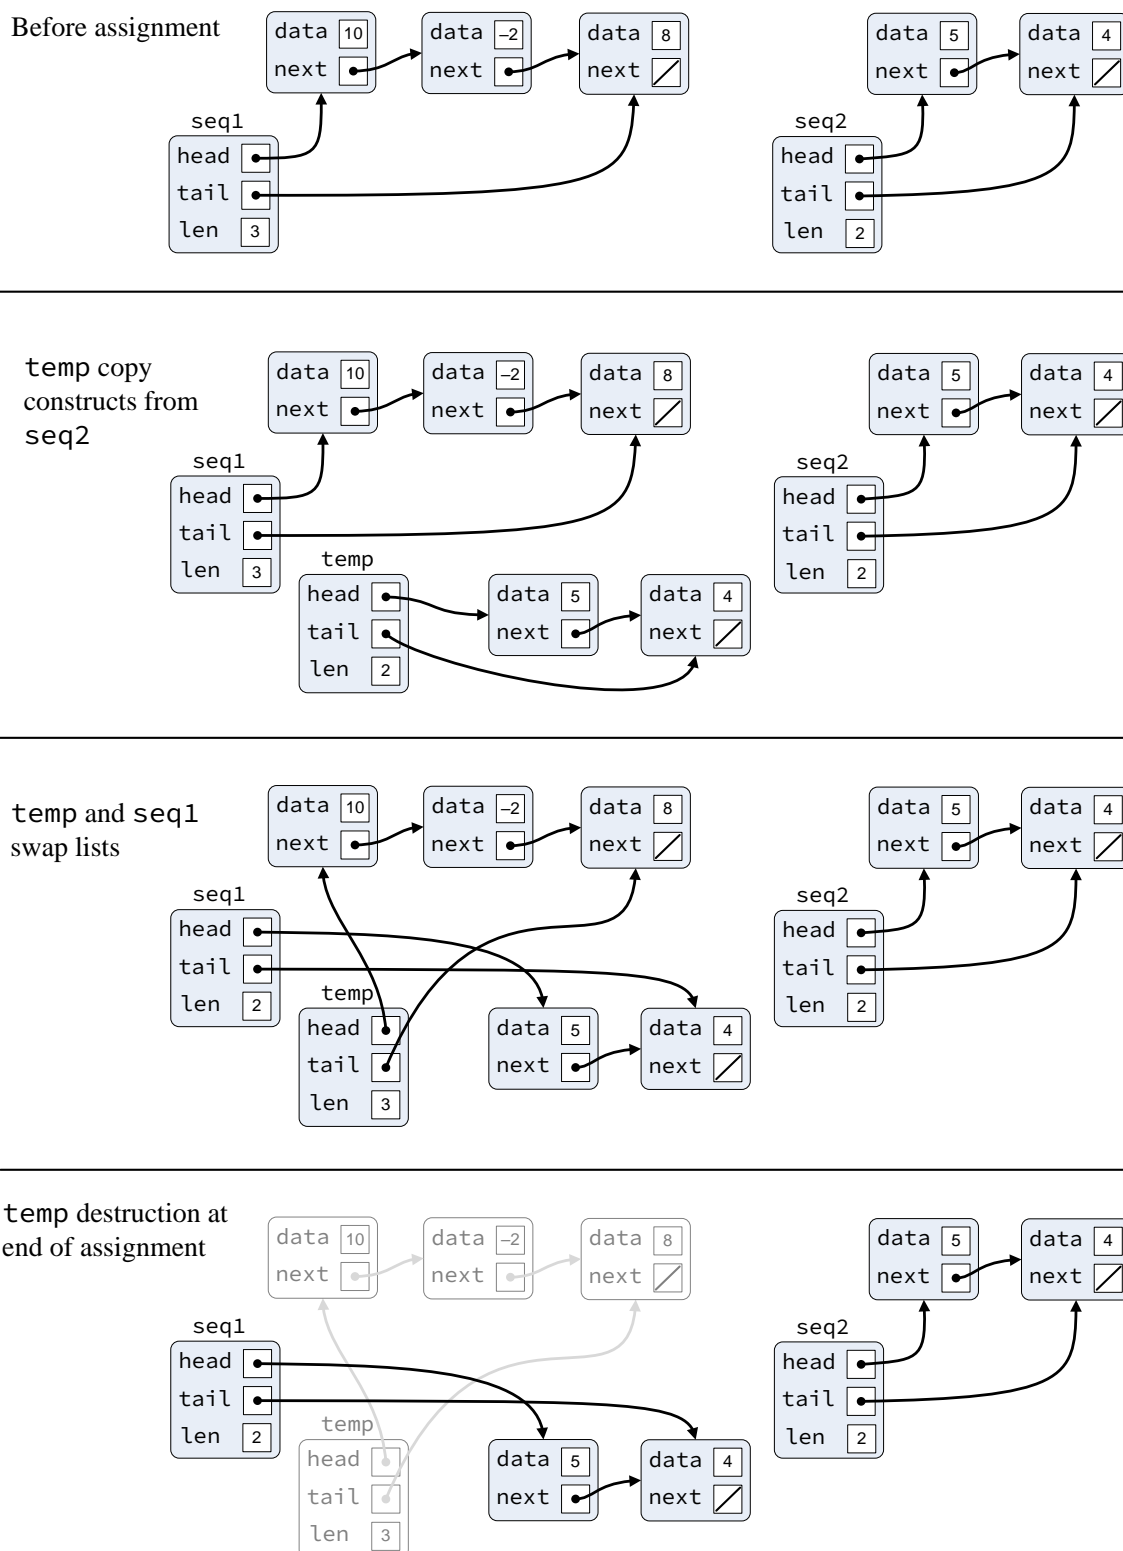 Before assignment
data 10 data –2 data 8 data 5 data 4
next next next next next
seq1 seq2
head head
tail tail
len 3 len 2
temp copy
constructs from
seq2
data 10 data –2 data 8 data 5 data 4
next next next next next
seq1 seq2
head head
tail tail
len 3 len 2
temp
head data 5 data 4
tail next next
len 2
temp and seq1
swap lists
data 10 data –2 data 8 data 5 data 4
next next next next next
seq1 seq2
head head
tail tail
len 2 len 2
temp
head data 5 data 4
tail next next
len 3
temp destruction at
end of assignment
data 10 data –2 data 8 data 5 data 4
next next next next next
seq1 seq2
head head
tail tail
len 2 len 2
temp
head data 5 data 4
tail next next
len 3